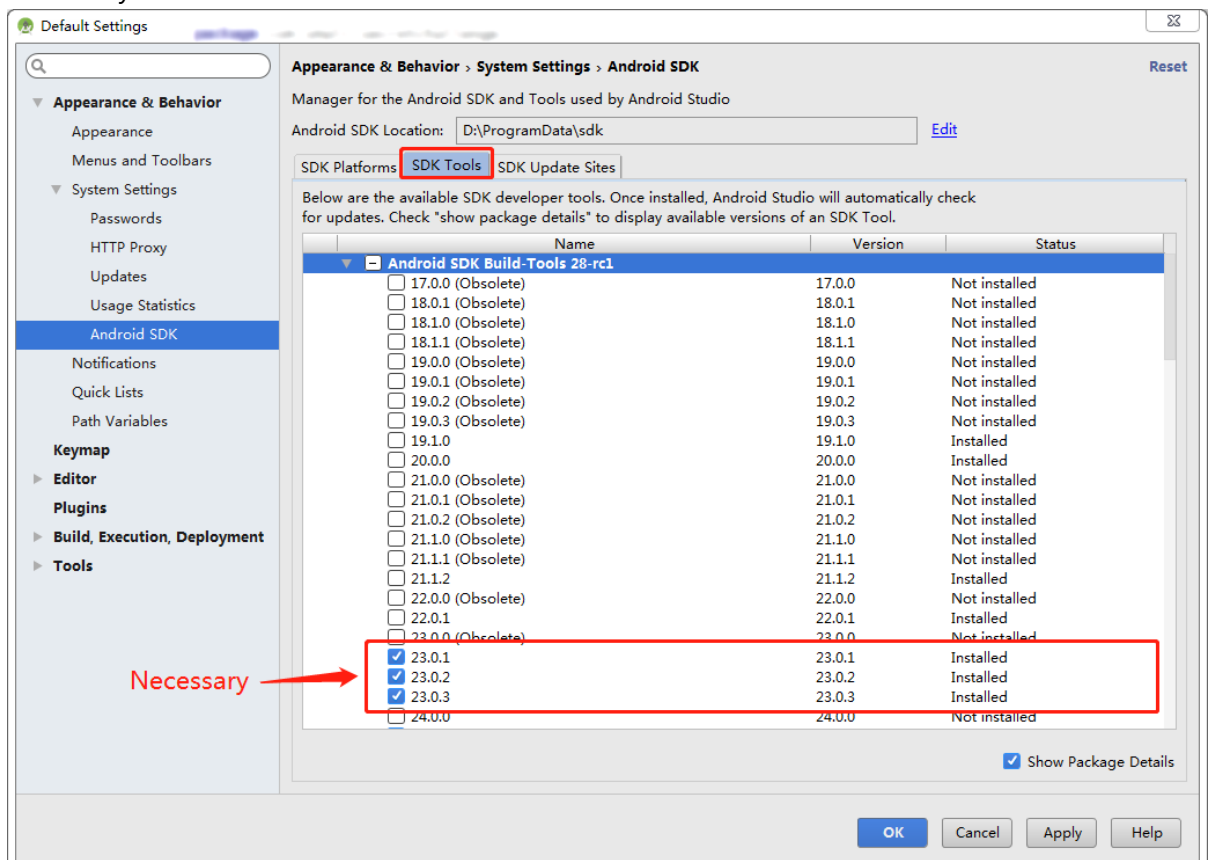 Default Settings
Appearance & Behavior › System Settings › Android SDK
Reset
Manager for the Android SDK and Tools used by Android Studio
Android SDK Location: D:\ProgramData\sdk Edit
Appearance & Behavior
Appearance
Menus and Toolbars
System Settings
Passwords
HTTP Proxy
Updates
Usage Statistics
Android SDK
Notifications
Quick Lists
Path Variables
Keymap
Editor
Plugins
Build, Execution, Deployment
Tools
SDK Platforms SDK Tools SDK Update Sites
Below are the available SDK developer tools. Once installed, Android Studio will automatically check
for updates. Check "show package details" to display available versions of an SDK Tool.
Name Version Status
Android SDK Build-Tools 28-rc1
17.0.0 (Obsolete) 17.0.0 Not installed
18.0.1 (Obsolete) 18.0.1 Not installed
18.1.0 (Obsolete) 18.1.0 Not installed
18.1.1 (Obsolete) 18.1.1 Not installed
19.0.0 (Obsolete) 19.0.0 Not installed
19.0.1 (Obsolete) 19.0.1 Not installed
19.0.2 (Obsolete) 19.0.2 Not installed
19.0.3 (Obsolete) 19.0.3 Not installed
19.1.0 19.1.0 Installed
20.0.0 20.0.0 Installed
21.0.0 (Obsolete) 21.0.0 Not installed
21.0.1 (Obsolete) 21.0.1 Not installed
21.0.2 (Obsolete) 21.0.2 Not installed
21.1.0 (Obsolete) 21.1.0 Not installed
21.1.1 (Obsolete) 21.1.1 Not installed
21.1.2 21.1.2 Installed
22.0.0 (Obsolete) 22.0.0 Not installed
22.0.1 22.0.1 Installed
23.0.0 (Obsolete) 23.0.0 Not installed
23.0.1 23.0.1 Installed
23.0.2 23.0.2 Installed
23.0.3 23.0.3 Installed
24.0.0 24.0.0 Not installed
Necessary
Show Package Details
OK Cancel Apply Help